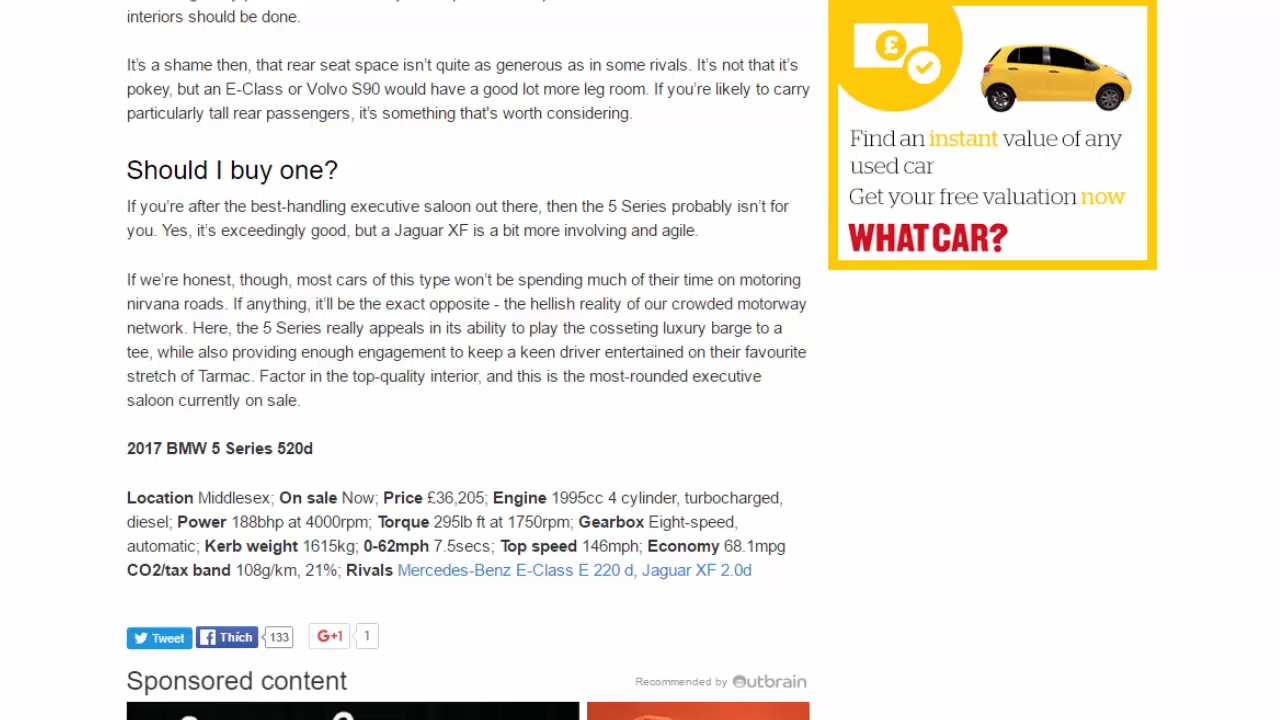 interiors should be done.
It's a shame then, that rear seat space isn’t quite as generous as in some rivals. It’s not that it’s
pokey, but an E-Class or Volvo S90 would have a good lot more leg room. If you’re likely to carry
particularly tall rear passengers, it’s something that's worth considering.
Should I buy one?
If you’re after the best-handling executive saloon out there, then the 5 Series probably isn’t for
you. Yes, it’s exceedingly good, but a Jaguar XF is a bit more involving and agile.
If we’re honest, though, most cars of this type won’t be spending much of their time on motoring
nirvana roads. If anything, it’ll be the exact opposite - the hellish reality of our crowded motorway
network. Here, the 5 Series really appeals in its ability to play the cosseting luxury barge to a
tee, while also providing enough engagement to keep a keen driver entertained on their favourite
stretch of Tarmac. Factor in the top-quality interior, and this is the most-rounded executive
saloon currently on sale.
2017 BMW 5 Series 520d
Location Middlesex; On sale Now; Price £36,205; Engine 1995cc 4 cylinder, turbocharged,
diesel; Power 188bhp at 4000rpm; Torque 295lb ft at 1750rpm; Gearbox Eight-speed,
automatic; Kerb weight 1615kg; 0-62mph 7.5secs; Top speed 146mph; Economy 68.1mpg
CO2/tax band 108g/km, 21%; Rivals Mercedes-Benz E-Class E 220 d, Jaguar XF 2.0d
Tweet Thích 133 G+1 1
Sponsored content
Recommended by Outbrain
£
Find an instant value of any
used car
Get your free valuation now
WHAT CAR?